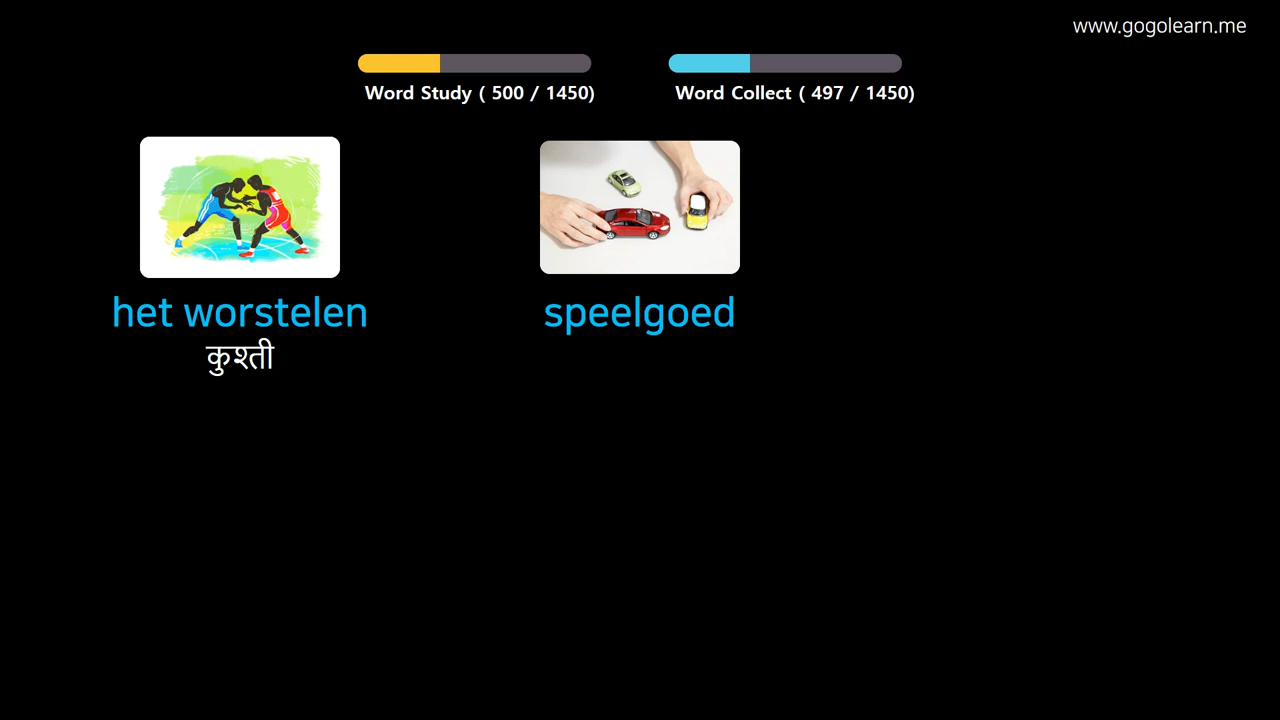 www.gogolearn.me
Word Study ( 500 / 1450)
Word Collect ( 497 / 1450)
het worstelen
कुश्ती
speelgoed